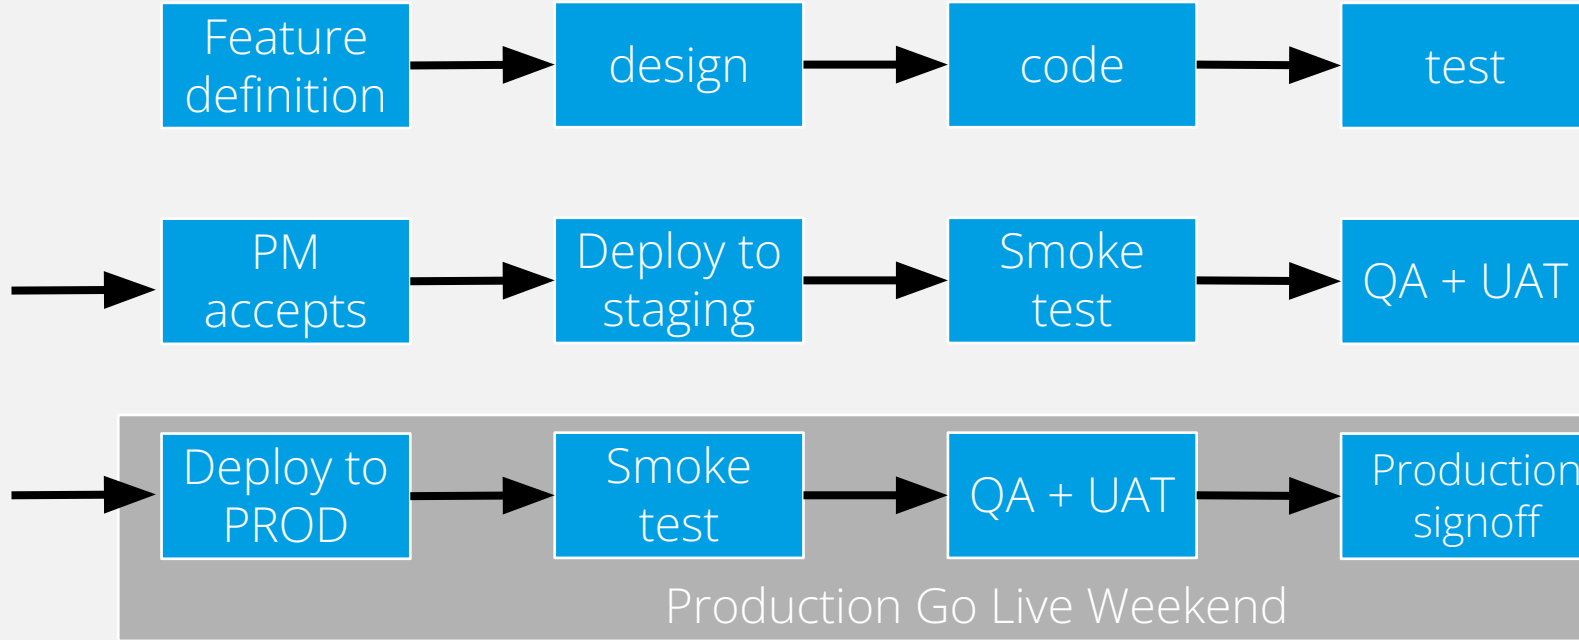 Feature
definition
design
code
test
PM
accepts
Deploy to
staging
Smoke
test
QA + UAT
Deploy to
PROD
Smoke
test
QA + UAT
Production
signoff
Production Go Live Weekend